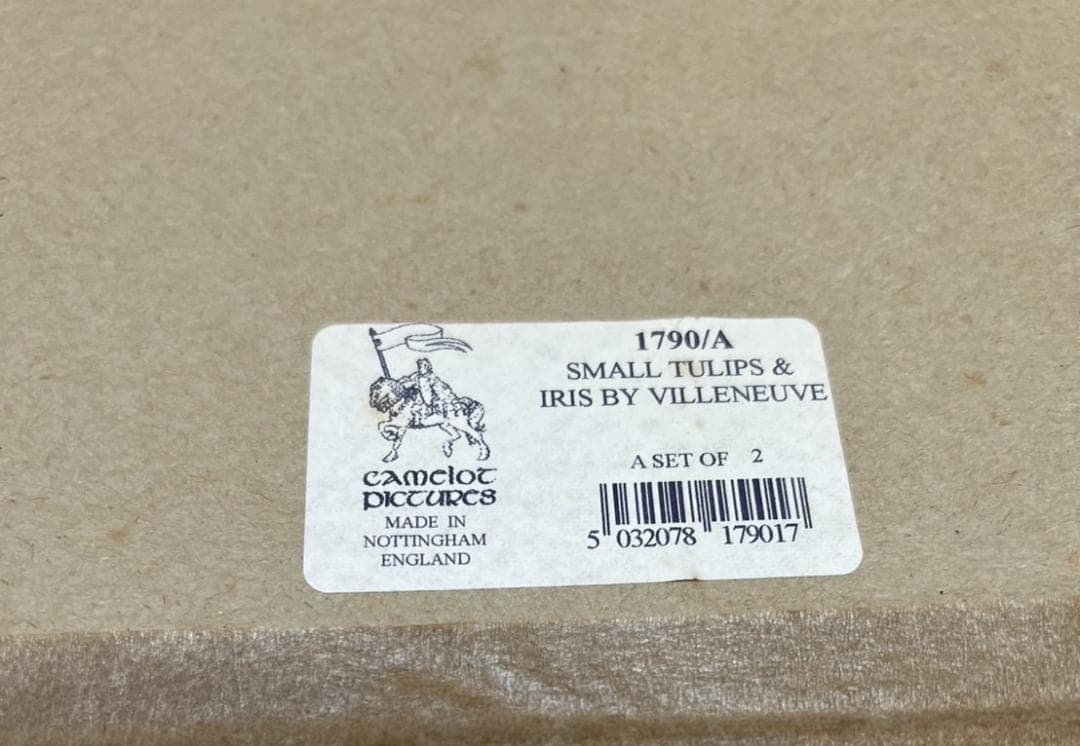 camelot
pictures
MADE IN
NOTTINGHAM
ENGLAND
1790/A
SMALL TULIPS &
IRIS BY VILLENEUVE
A SET OF 2
5 032078 179017